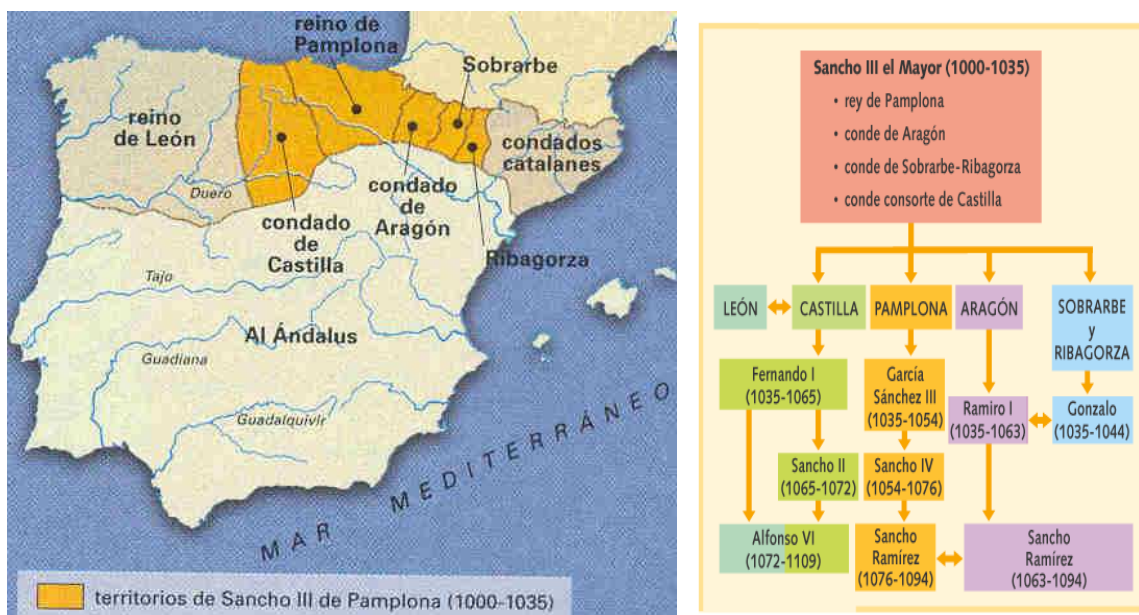 reino de
Pamplona
Sobrarbe
reino
de León
condados
catalanes
Duero
condado
de
Aragón
condado
de
Castilla
Ribagorza
Tajo
Al Ándalus
Guadiana
Guadalquivir
MAR MEDITERRÁNEO
territorios de Sancho III de Pamplona (1000-1035)
Sancho III el Mayor (1000-1035)
• rey de Pamplona
• conde de Aragón
• conde de Sobrarbe-Ribagorza
• conde consorte de Castilla
LEÓN
CASTILLA
PAMPLONA
ARAGÓN
SOBRARBE
y
RIBAGORZA
Fernando I
(1035-1065)
García
Sánchez III
(1035-1054)
Ramiro I
(1035-1063)
Gonzalo
(1035-1044)
Sancho II
(1065-1072)
Sancho IV
(1054-1076)
Alfonso VI
(1072-1109)
Sancho
Ramírez
(1076-1094)
Sancho
Ramírez
(1063-1094)